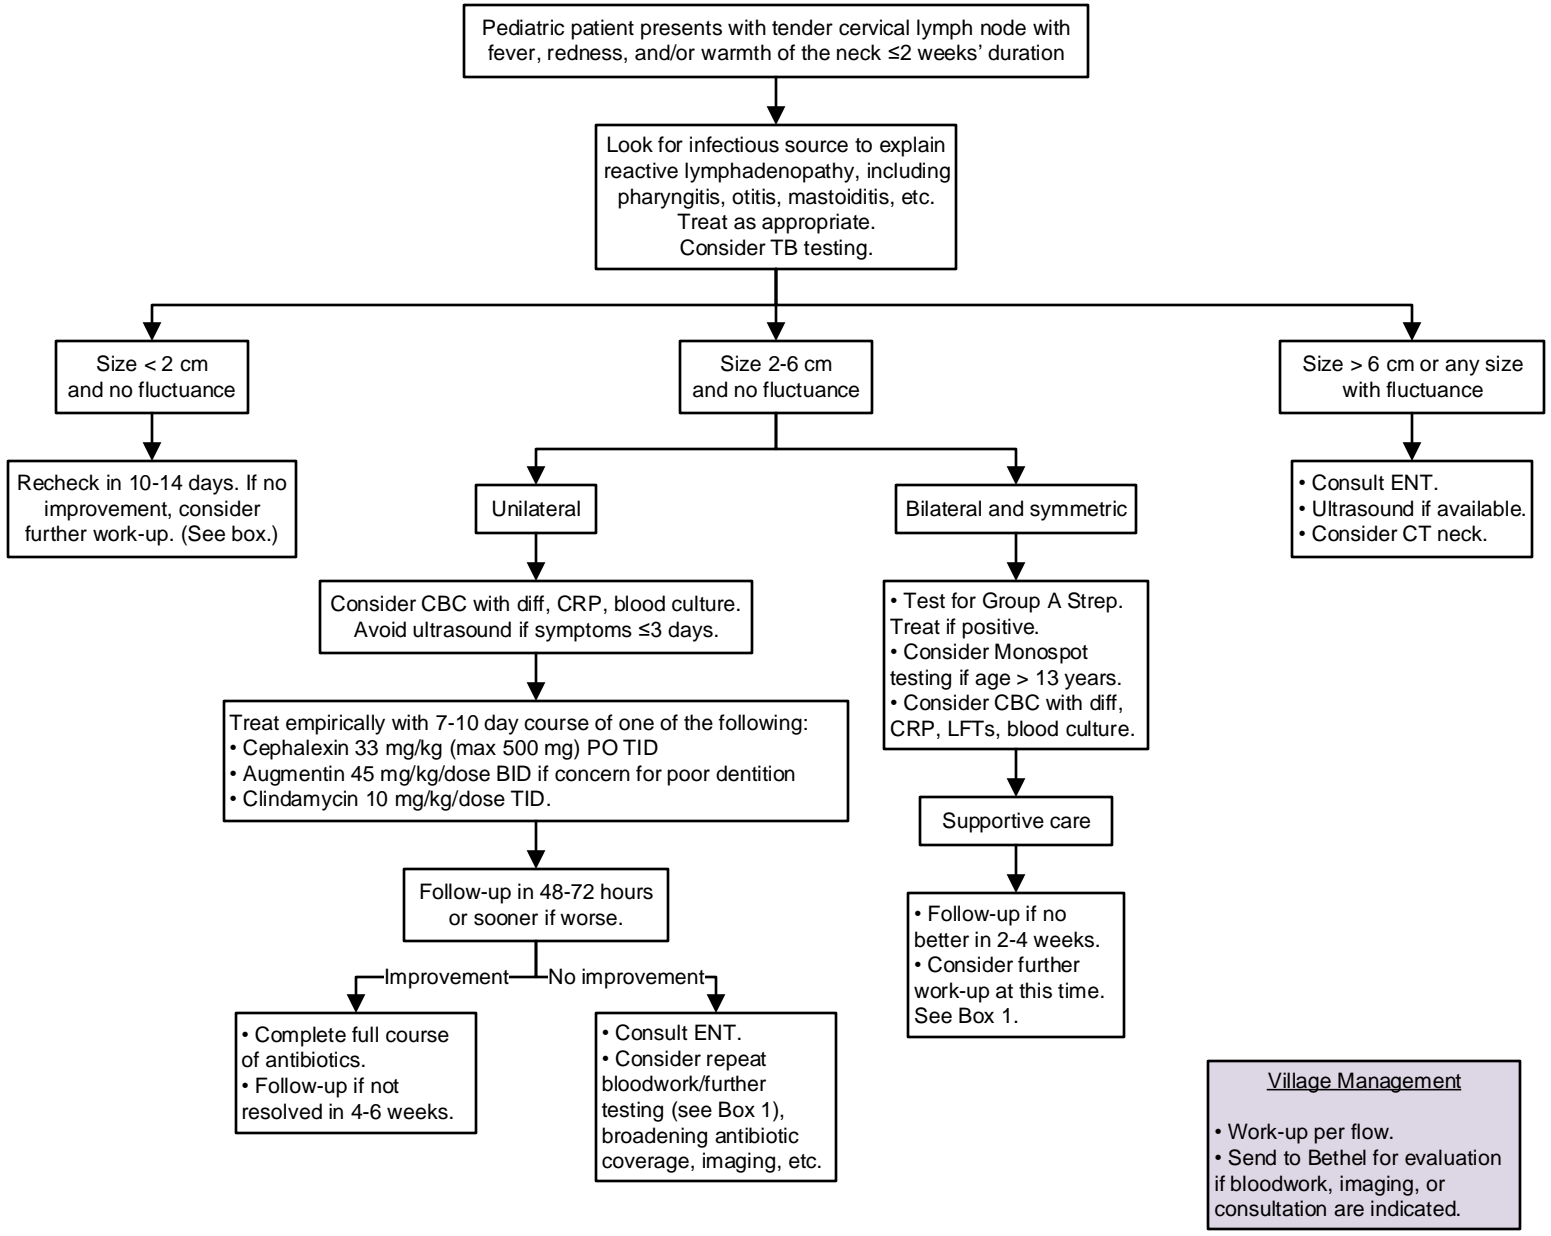 Pediatric patient presents with tender cervical lymph node with
fever, redness, and/or warmth of the neck ≤2 weeks’ duration
Look for infectious source to explain
reactive lymphadenopathy, including
pharyngitis, otitis, mastoiditis, etc.
Treat as appropriate.
Consider TB testing.
Size < 2 cm
and no fluctuance
Size 2-6 cm
and no fluctuance
Size > 6 cm or any size
with fluctuance
Recheck in 10-14 days. If no
improvement, consider
further work-up. (See box.)
Unilateral
Bilateral and symmetric
• Consult ENT.
• Ultrasound if available.
• Consider CT neck.
Consider CBC with diff, CRP, blood culture.
Avoid ultrasound if symptoms ≤3 days.
• Test for Group A Strep.
Treat if positive.
• Consider Monospot
testing if age > 13 years.
• Consider CBC with diff,
CRP, LFTs, blood culture.
Treat empirically with 7-10 day course of one of the following:
• Cephalexin 33 mg/kg (max 500 mg) PO TID
• Augmentin 45 mg/kg/dose BID if concern for poor dentition
• Clindamycin 10 mg/kg/dose TID.
Supportive care
Follow-up in 48-72 hours
or sooner if worse.
• Follow-up if no
better in 2-4 weeks.
• Consider further
work-up at this time.
See Box 1.
Improvement
No improvement
• Complete full course
of antibiotics.
• Follow-up if not
resolved in 4-6 weeks.
• Consult ENT.
• Consider repeat
bloodwork/further
testing (see Box 1),
broadening antibiotic
coverage, imaging, etc.
Village Management
• Work-up per flow.
• Send to Bethel for evaluation
if bloodwork, imaging, or
consultation are indicated.